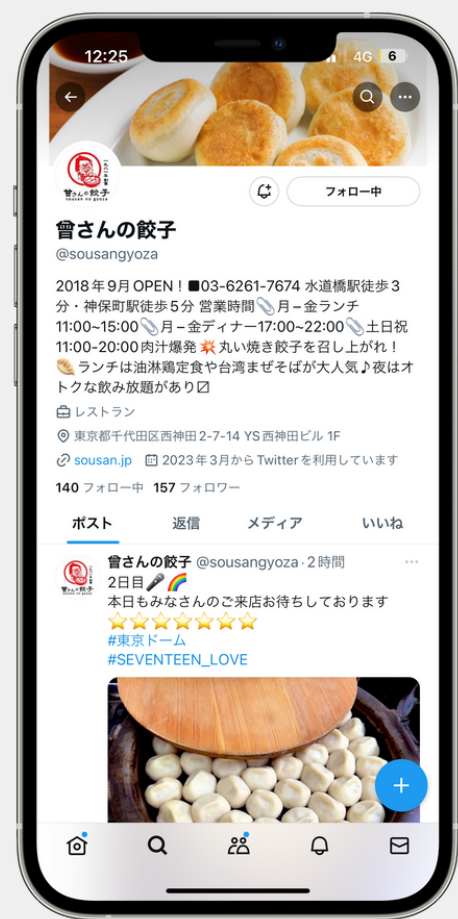 12:25
4G 6
曾さんの餃子
sousan no gyoza
フォロー中
曾さんの餃子
@sousangyoza
2018年9月OPEN！■03-6261-7674 水道橋駅徒歩3
分・神保町駅徒歩5分 営業時間📎月−金ランチ
11:00~15:00📎月−金ディナー17:00~22:00📎土日祝
11:00-20:00肉汁爆発💥丸い焼き餃子を召し上がれ！
🥟ランチは油淋鶏定食や台湾まぜそばが大人気♪夜はオ
トクな飲み放題があり〼
レストラン
東京都千代田区西神田2-7-14 YS西神田ビル 1F
sousan.jp 2023年3月からTwitterを利用しています
140 フォロー中 157 フォロワー
ポスト 返信 メディア いいね
曾さんの餃子 @sousangyoza·2時間
2日目🎤🌈
本日もみなさんのご来店お待ちしております
⭐⭐⭐⭐⭐⭐⭐
#東京ドーム
#SEVENTEEN_LOVE